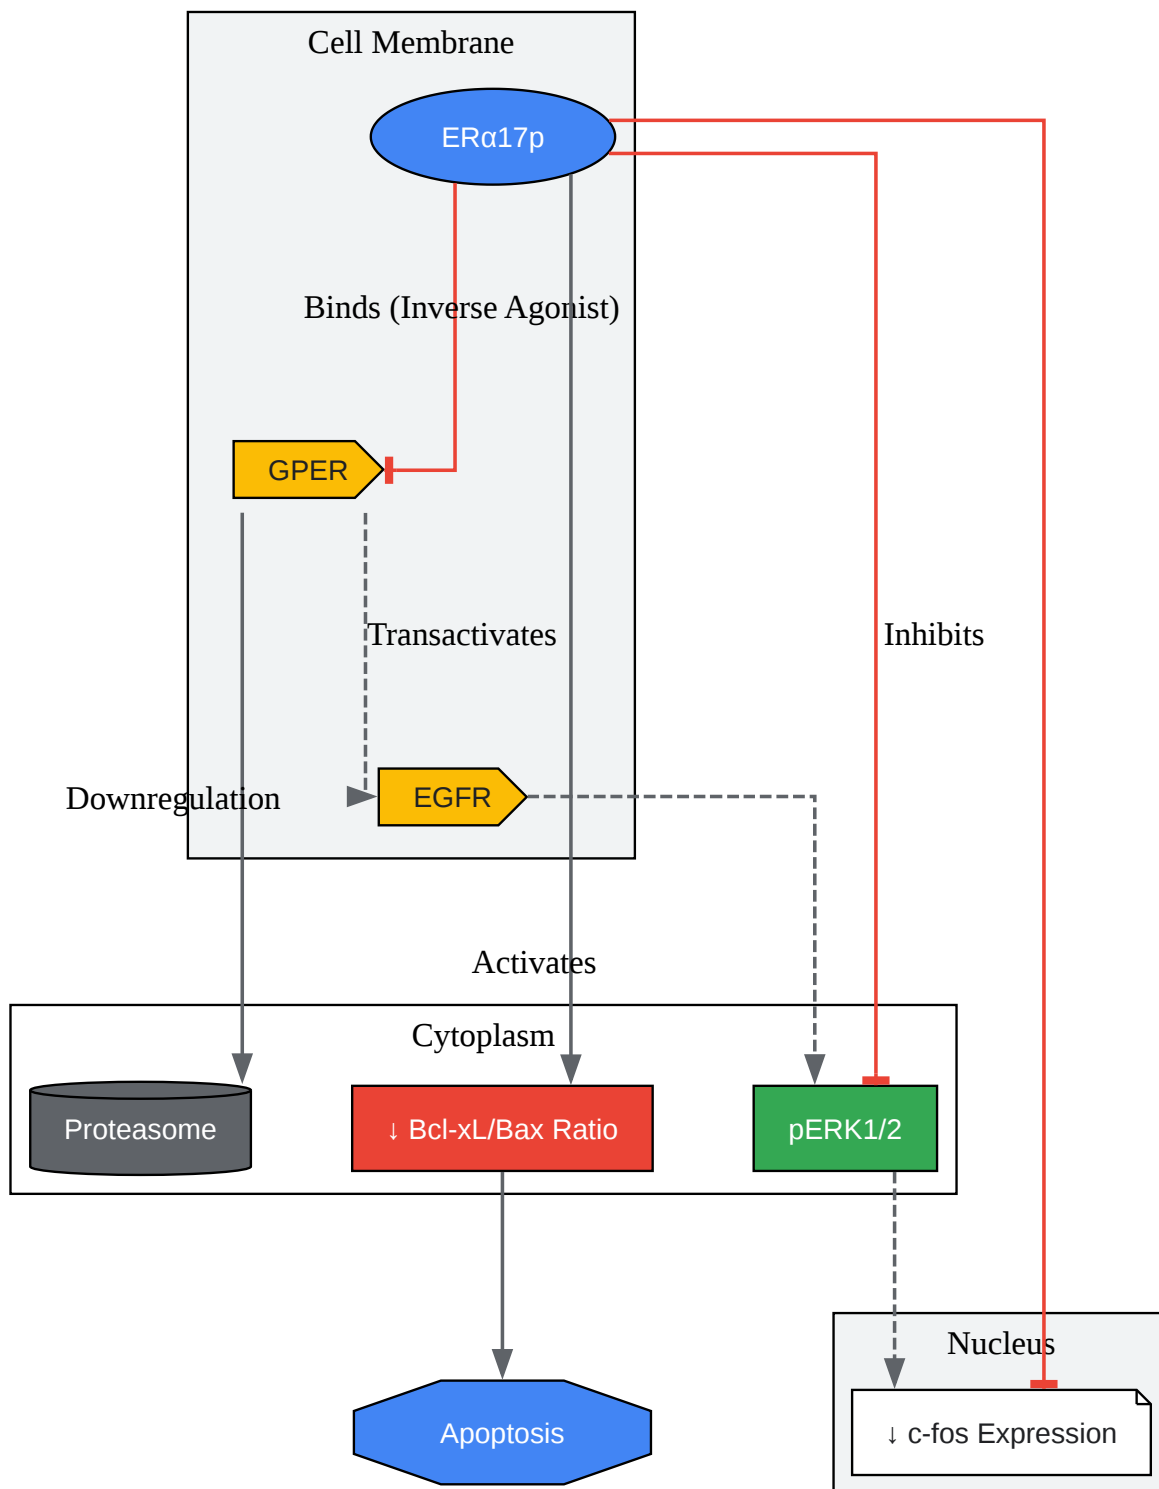 Cell Membrane
ERα17p
Binds (Inverse Agonist)
GPER
Transactivates
Inhibits
Downregulation
EGFR
Activates
Cytoplasm
Proteasome
↓ Bcl-xL/Bax Ratio
pERK1/2
Nucleus
Apoptosis
↓ c-fos Expression